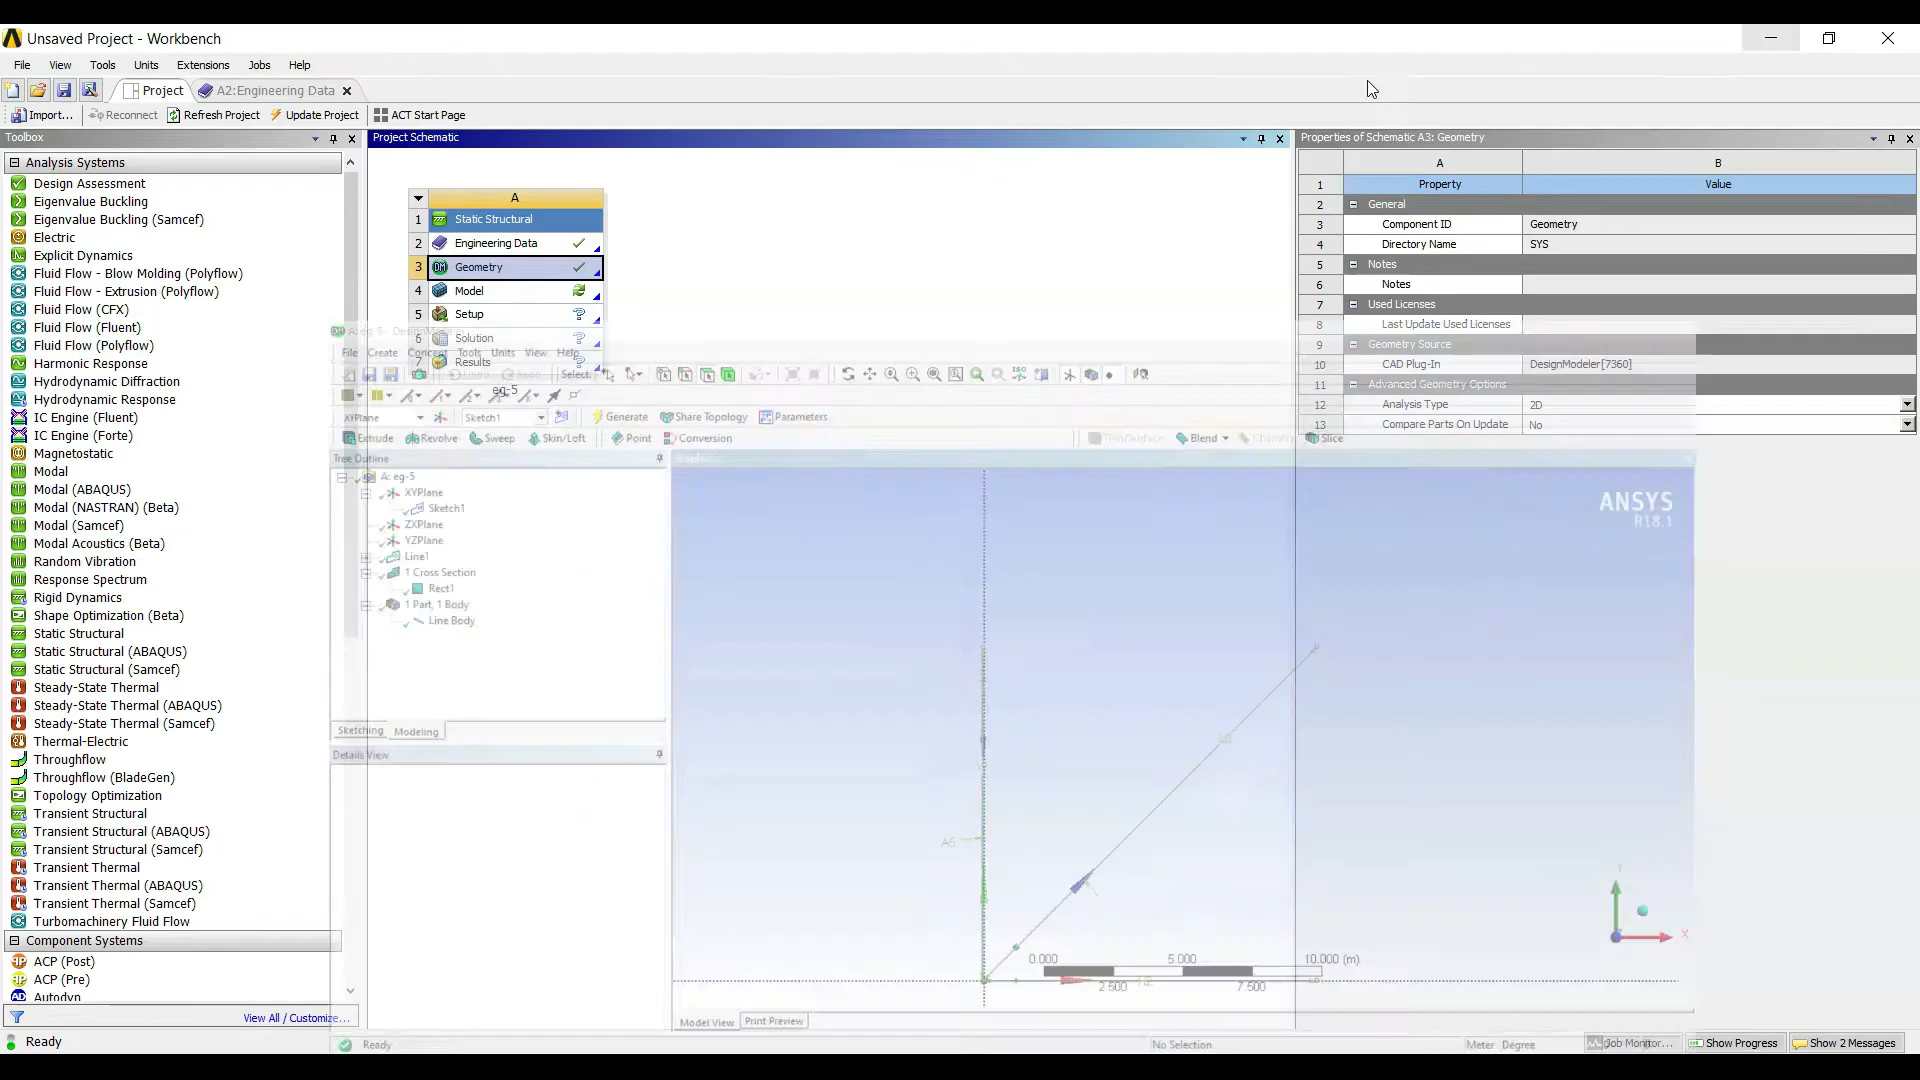 Unsaved Project - Workbench
File View Tools Units Extensions Jobs Help
Project A2:Engineering Data
Import... Reconnect Refresh Project Update Project ACT Start Page
Toolbox
Project Schematic
Properties of Schematic A3: Geometry
Analysis Systems
Design Assessment
Eigenvalue Buckling
Eigenvalue Buckling (Samcef)
Electric
Explicit Dynamics
Fluid Flow - Blow Molding (Polyflow)
Fluid Flow - Extrusion (Polyflow)
Fluid Flow (CFX)
Fluid Flow (Fluent)
Fluid Flow (Polyflow)
Harmonic Response
Hydrodynamic Diffraction
Hydrodynamic Response
IC Engine (Fluent)
IC Engine (Forte)
Magnetostatic
Modal
Modal (ABAQUS)
Modal (NASTRAN) (Beta)
Modal (Samcef)
Modal Acoustics (Beta)
Random Vibration
Response Spectrum
Rigid Dynamics
Shape Optimization (Beta)
Static Structural
Static Structural (ABAQUS)
Static Structural (Samcef)
Steady-State Thermal
Steady-State Thermal (ABAQUS)
Steady-State Thermal (Samcef)
Thermal-Electric
Throughflow
Throughflow (BladeGen)
Topology Optimization
Transient Structural
Transient Structural (ABAQUS)
Transient Structural (Samcef)
Transient Thermal
Transient Thermal (ABAQUS)
Transient Thermal (Samcef)
Turbomachinery Fluid Flow
Component Systems
ACP (Post)
ACP (Pre)
Autodyn
View All / Customize...
Ready
A
1 Static Structural
2 Engineering Data
3 Geometry
4 Model
5 Setup
6 Solution
7 Results
eg-5
A B
1 Property Value
2 General
3 Component ID Geometry
4 Directory Name SYS
5 Notes
6 Notes
7 Used Licenses
8 Last Update Used Licenses
9 Geometry Source
10 CAD Plug-In DesignModeler[7360]
11 Advanced Geometry Options
12 Analysis Type 2D
13 Compare Parts On Update No
File Create Concept Tools Units View Help
Select:
XYPlane Sketch1 Generate Share Topology Parameters
Extrude Revolve Sweep Skin/Loft Point Conversion Thin/Surface Blend Chamfer Slice
Tree Outline
A: eg-5
XYPlane
Sketch1
ZXPlane
YZPlane
Line1
1 Cross Section
Rect1
1 Part, 1 Body
Line Body
Sketching Modeling
Details View
ANSYS
R18.1
Y
X
0.000 5.000 10.000 (m)
2.500 7.500
Model View Print Preview
Ready No Selection Meter Degree
Job Monitor... Show Progress Show 2 Messages